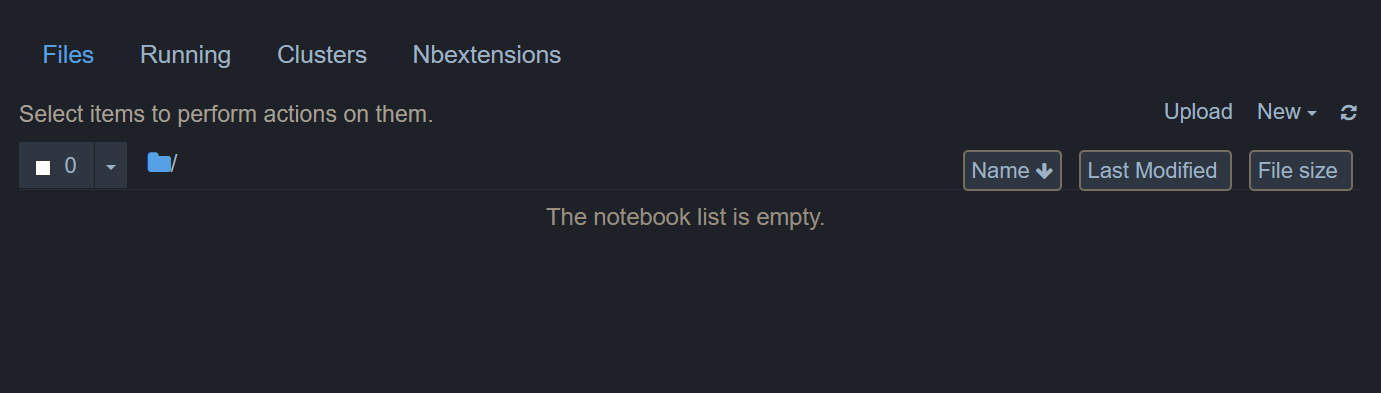 Files Running Clusters Nbextensions
Select items to perform actions on them.
Upload New
0 / Name Last Modified File size
The notebook list is empty.